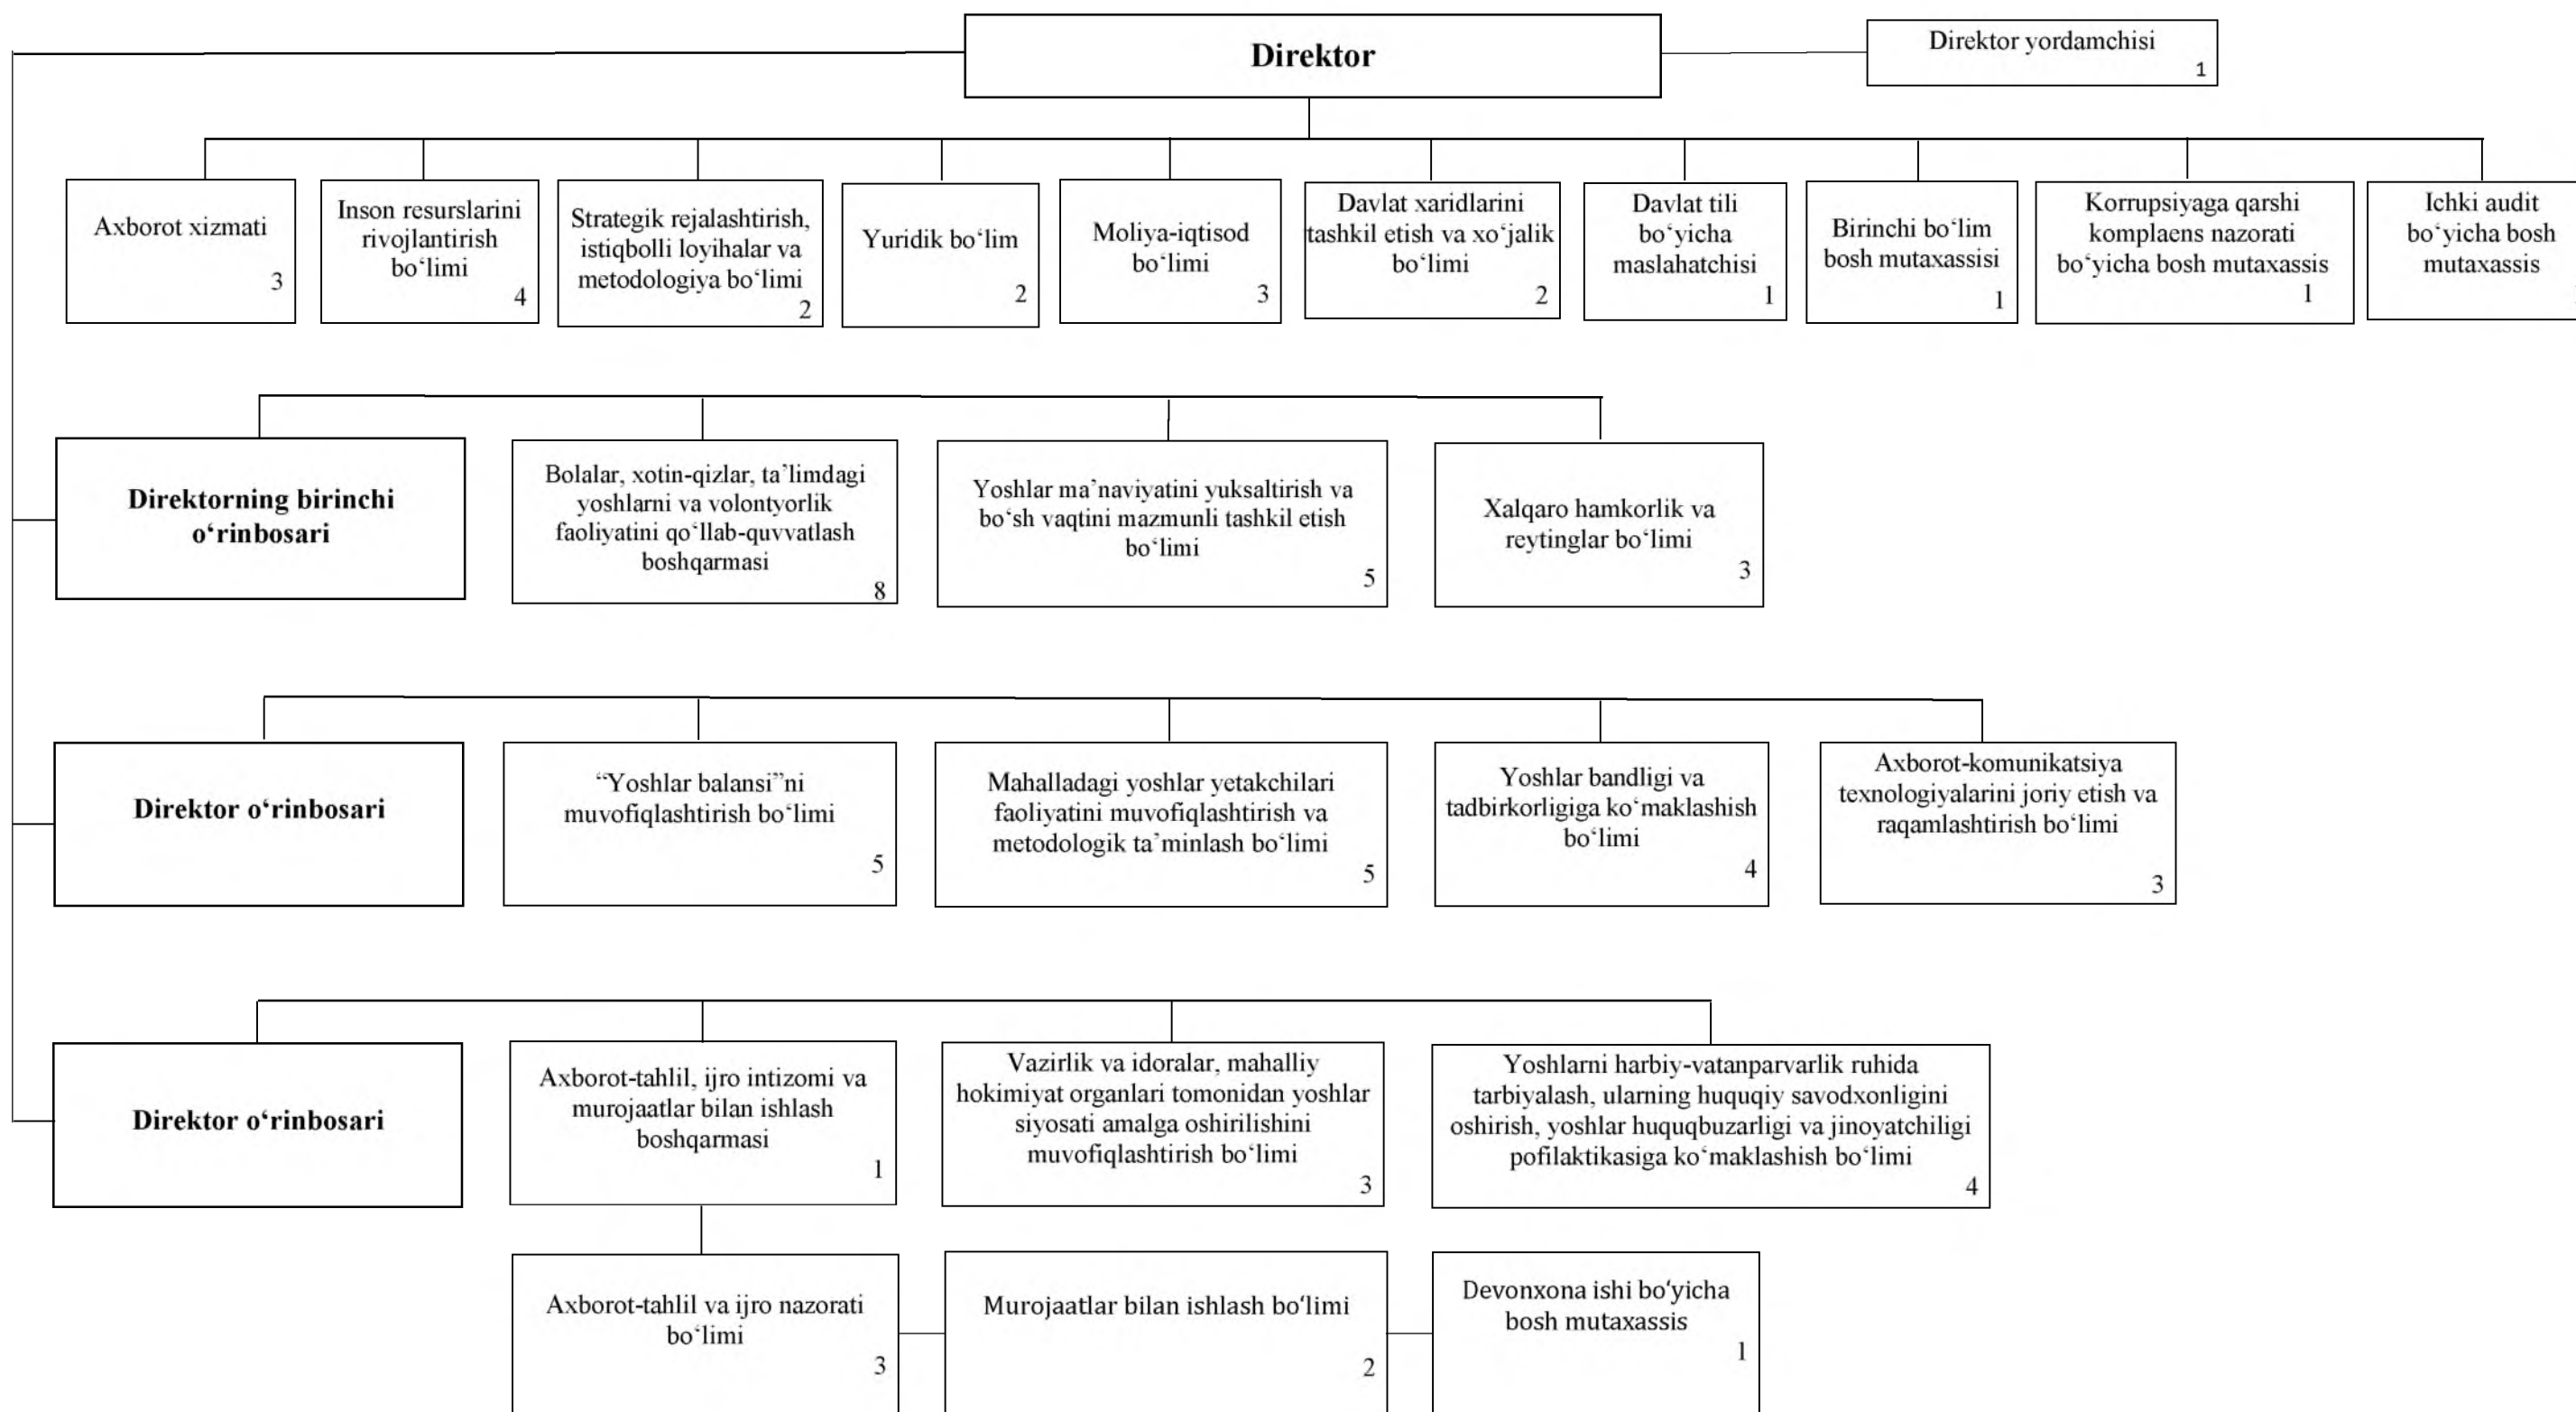 Direktor
Direktor yordamchisi
1
Axborot xizmati
3
Inson resurslarini
rivojlantirish
bo‘limi
4
Strategik rejalashtirish,
istiqbolli loyihalar va
metodologiya bo‘limi
2
Yuridik bo‘lim
2
Moliya-iqtisod
bo‘limi
3
Davlat xaridlarini
tashkil etish va xo‘jalik
bo‘limi
2
Davlat tili
bo‘yicha
maslahatchisi
1
Birinchi bo‘lim
bosh mutaxassisi
1
Korrupsiyaga qarshi
komplaens nazorati
bo‘yicha bosh mutaxassis
1
Ichki audit
bo‘yicha bosh
mutaxassis
Direktorning birinchi
o‘rinbosari
Bolalar, xotin-qizlar, ta’limdagi
yoshlarni va volontyorlik
faoliyatini qo‘llab-quvvatlash
boshqarmasi
8
Yoshlar ma’naviyatini yuksaltirish va
bo‘sh vaqtini mazmunli tashkil etish
bo‘limi
5
Xalqaro hamkorlik va
reytinglar bo‘limi
3
Direktor o‘rinbosari
“Yoshlar balansi”ni
muvofiqlashtirish bo‘limi
5
Mahalladagi yoshlar yetakchilari
faoliyatini muvofiqlashtirish va
metodologik ta’minlash bo‘limi
5
Yoshlar bandligi va
tadbirkorligiga ko‘maklashish
bo‘limi
4
Axborot-komunikatsiya
texnologiyalarini joriy etish va
raqamlashtirish bo‘limi
3
Direktor o‘rinbosari
Axborot-tahlil, ijro intizomi va
murojaatlar bilan ishlash
boshqarmasi
1
Vazirlik va idoralar, mahalliy
hokimiyat organlari tomonidan yoshlar
siyosati amalga oshirilishini
muvofiqlashtirish bo‘limi
3
Yoshlarni harbiy-vatanparvarlik ruhida
tarbiyalash, ularning huquqiy savodxonligini
oshirish, yoshlar huquqbuzarligi va jinoyatchiligi
pofilaktikasiga ko‘maklashish bo‘limi
4
Axborot-tahlil va ijro nazorati
bo‘limi
3
Murojaatlar bilan ishlash bo‘limi
2
Devonxona ishi bo‘yicha
bosh mutaxassis
1